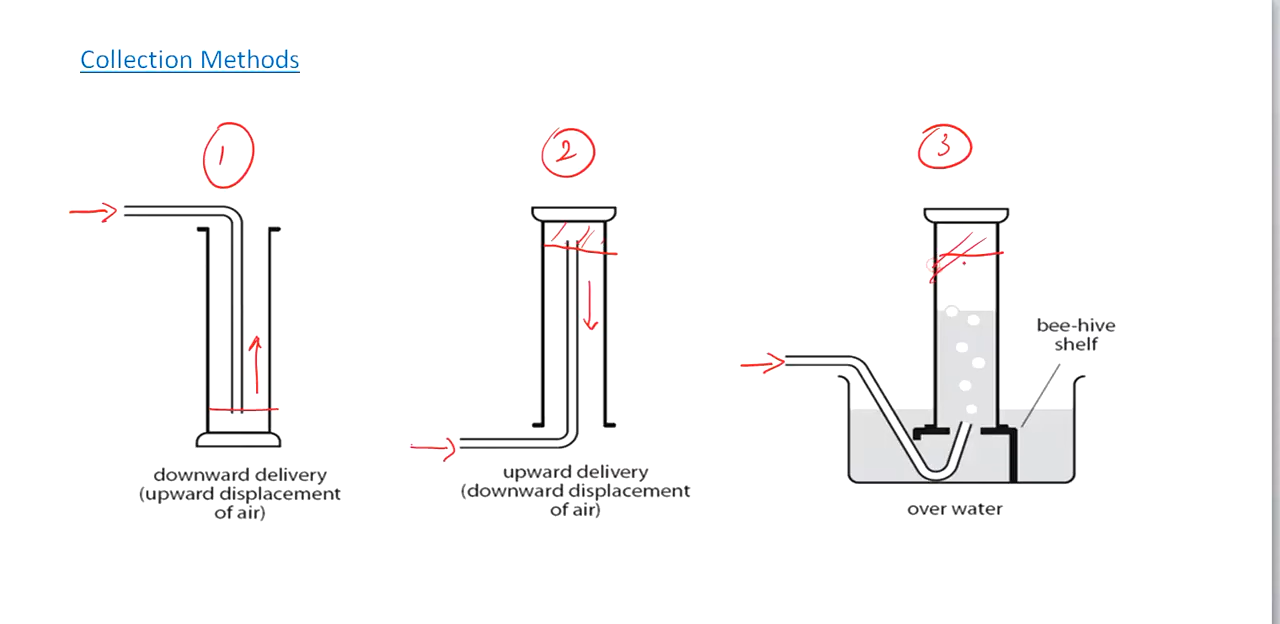 Collection Methods
1
2
3
downward delivery
(upward displacement
of air)
upward delivery
(downward displacement
of air)
bee-hive
shelf
over water